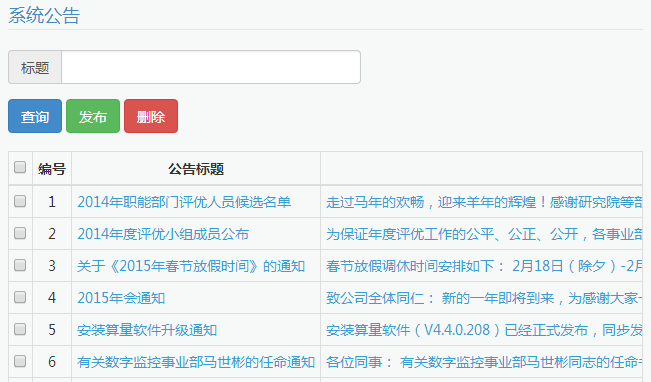 系统公告
标题
查询 发布 删除
编号 公告标题
1 2014年职能部门评优人员候选名单 走过马年的欢畅，迎来羊年的辉煌！感谢研究院等部
2 2014年度评优小组成员公布 为保证年度评优工作的公平、公正、公开，各事业部
3 关于《2015年春节放假时间》的通知 春节放假调休时间安排如下： 2月18日（除夕）-2月
4 2015年会通知 致公司全体同仁： 新的一年即将到来，为感谢大家一
5 安装算量软件升级通知 安装算量软件（V4.4.0.208）已经正式发布，同步发
6 有关数字监控事业部马世彬的任命通知 各位同事： 有关数字监控事业部马世彬同志的任命书